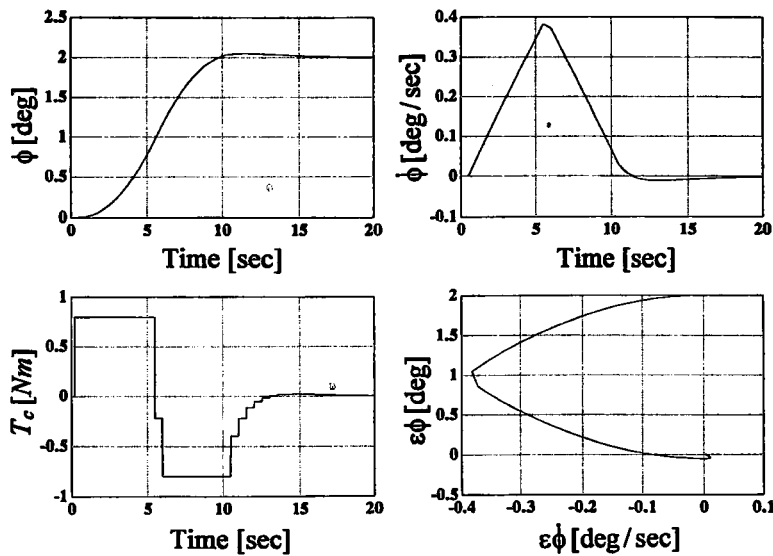 2.5
2
1.5
1
0.5
0
0 5 10 15 20
ϕ [deg]
Time [sec]
0.4
0.3
0.2
0.1
0
-0.1
0 5 10 15 20
ϕ̇ [deg/sec]
Time [sec]
1
0.5
0
-0.5
-1
0 5 10 15 20
T_c [Nm]
Time [sec]
2
1.5
1
0.5
0
-0.5
-0.4 -0.3 -0.2 -0.1 0 0.1
εϕ [deg]
εϕ̇ [deg/sec]